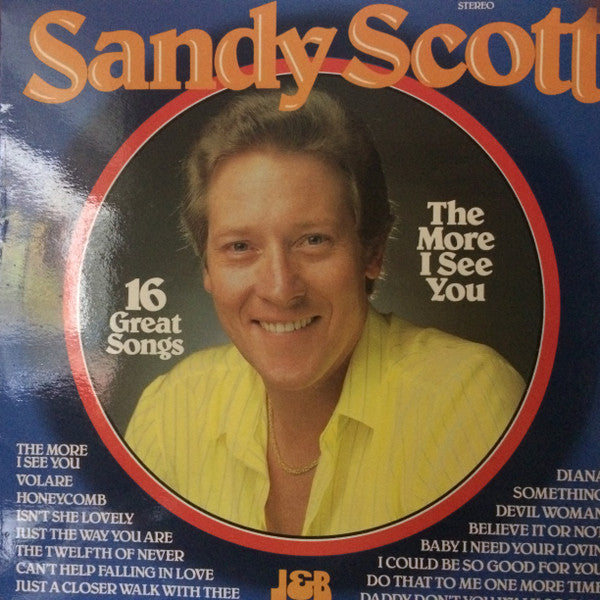 STEREO
Sandy Scott
The
More
I See
You
16
Great
Songs
THE MORE
I SEE YOU
VOLARE
HONEYCOMB
ISN'T SHE LOVELY
JUST THE WAY YOU ARE
THE TWELFTH OF NEVER
CAN'T HELP FALLING IN LOVE
JUST A CLOSER WALK WITH THEE
DIANA
SOMETHING
DEVIL WOMAN
BELIEVE IT OR NOT
BABY I NEED YOUR LOVIN
I COULD BE SO GOOD FOR YOU
DO THAT TO ME ONE MORE TIME
DADDY DON'T YOU
J&B